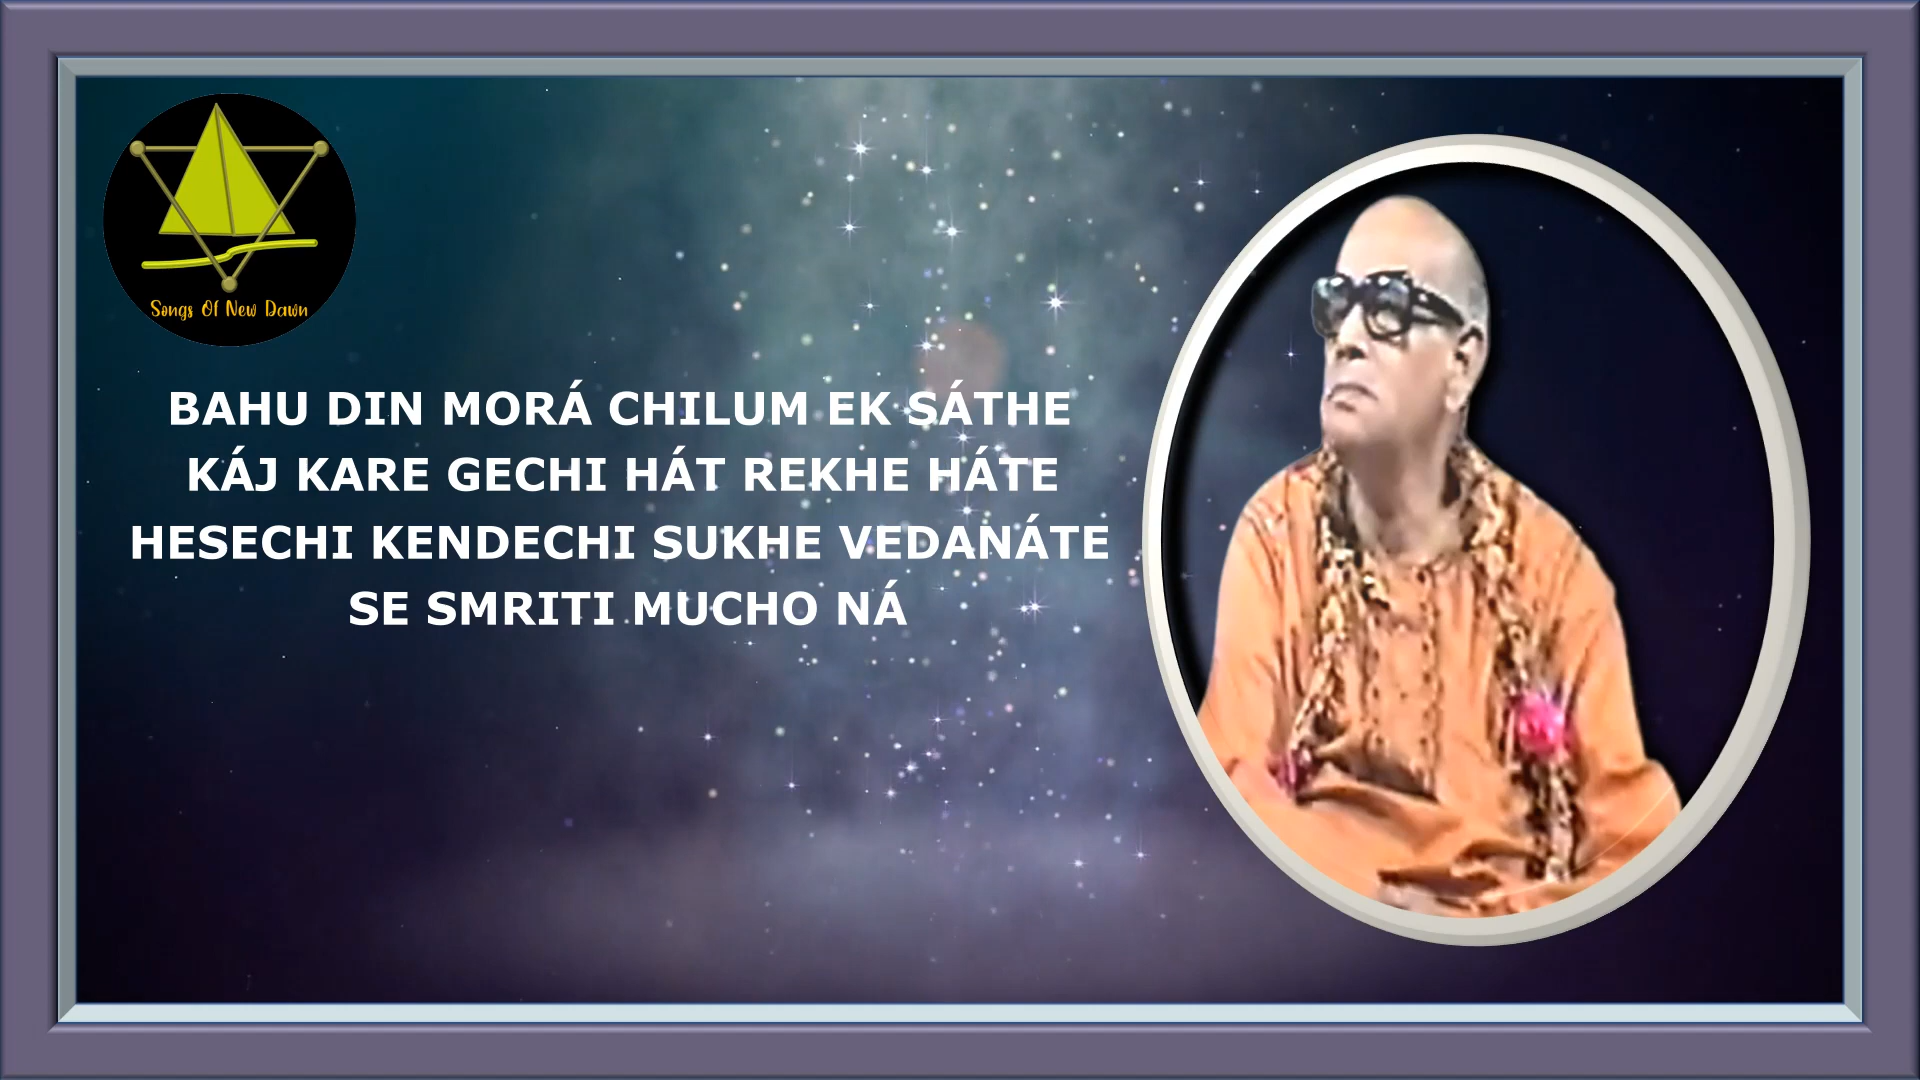 Songs Of New Dawn
BAHU DIN MORÁ CHILUM EK SÁTHE
KÁJ KARE GECHI HÁT REKHE HÁTE
HESECHI KENDECHI SUKHE VEDANÁTE
SE SMRITI MUCHO NÁ